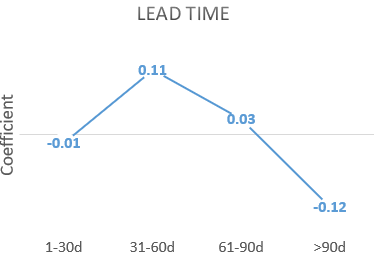 LEAD TIME
Coefficient
-0.01
0.11
0.03
-0.12
1-30d
31-60d
61-90d
>90d